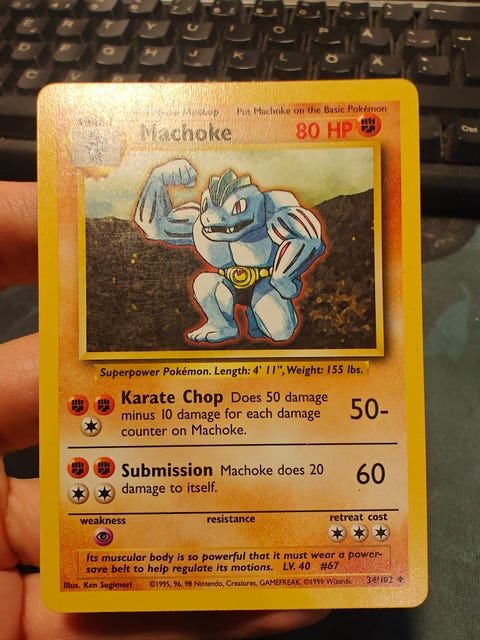 Put Machoke on the Basic Pokémon
Machoke
80 HP
Superpower Pokémon. Length: 4' 11", Weight: 155 lbs.
Karate Chop Does 50 damage
minus 10 damage for each damage
counter on Machoke.
50-
Submission Machoke does 20
damage to itself.
60
weakness
resistance
retreat cost
Its muscular body is so powerful that it must wear a power-
save belt to help regulate its motions. LV. 40 #67
Illus. Ken Sugimori
©1995, 96, 98 Nintendo, Creatures, GAMEFREAK. ©1999 Wizards.
34/102
Ctrl